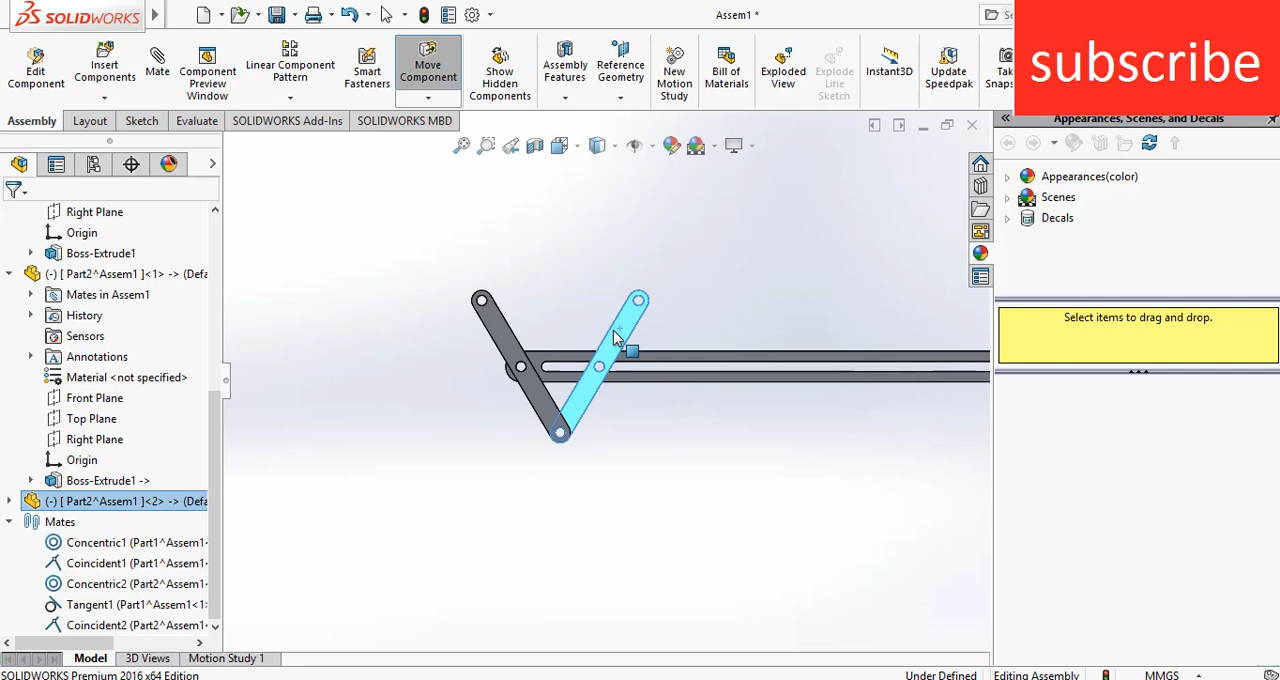 SOLIDWORKS
Assem1 *
subscribe
Edit
Component
Insert
Components
Mate
Component
Preview
Window
Linear Component
Pattern
Smart
Fasteners
Move
Component
Show
Hidden
Components
Assembly
Features
Reference
Geometry
New
Motion
Study
Bill of
Materials
Exploded
View
Explode
Line
Sketch
Instant3D
Update
Speedpak
Assembly
Layout
Sketch
Evaluate
SOLIDWORKS Add-Ins
SOLIDWORKS MBD
Appearances, Scenes, and Decals
Right Plane
Origin
Boss-Extrude1
(-) [ Part2^Assem1 ]<1> -> (Defa
Mates in Assem1
History
Sensors
Annotations
Material <not specified>
Front Plane
Top Plane
Right Plane
Origin
Boss-Extrude1 ->
(-) [ Part2^Assem1 ]<2> -> (Defa
Mates
Concentric1 (Part1^Assem1
Coincident1 (Part2^Assem1
Concentric2 (Part2^Assem1
Tangent1 (Part1^Assem1<1>
Coincident2 (Part2^Assem1
Appearances(color)
Scenes
Decals
Select items to drag and drop.
Model
3D Views
Motion Study 1
SOLIDWORKS Premium 2016 x64 Edition
Under Defined
Editing Assembly
MMGS